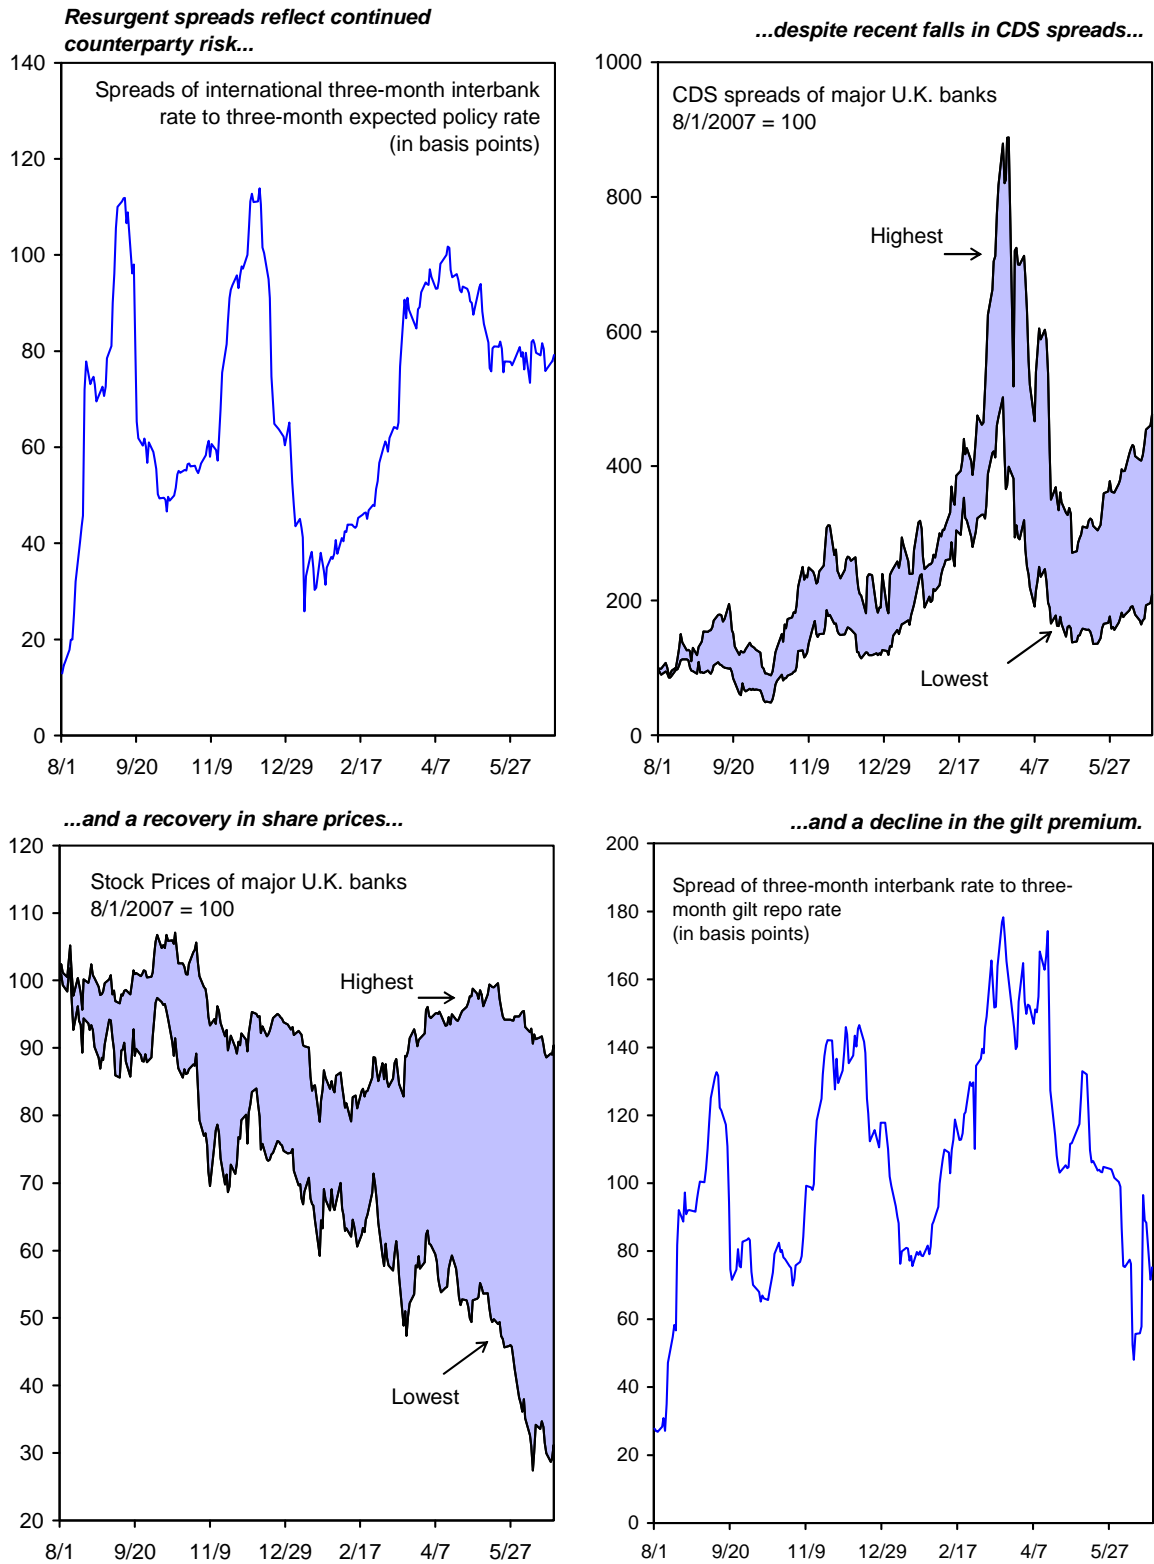 Resurgent spreads reflect continued
counterparty risk...
140
120
100
80
60
40
20
0
Spreads of international three-month interbank
rate to three-month expected policy rate
(in basis points)
8/1 9/20 11/9 12/29 2/17 4/7 5/27
...despite recent falls in CDS spreads...
1000
800
600
400
200
0
CDS spreads of major U.K. banks
8/1/2007 = 100
Highest
Lowest
8/1 9/20 11/9 12/29 2/17 4/7 5/27
...and a recovery in share prices...
120
110
100
90
80
70
60
50
40
30
20
Stock Prices of major U.K. banks
8/1/2007 = 100
Highest
Lowest
8/1 9/20 11/9 12/29 2/17 4/7 5/27
...and a decline in the gilt premium.
200
180
160
140
120
100
80
60
40
20
0
Spread of three-month interbank rate to three-
month gilt repo rate
(in basis points)
8/1 9/20 11/9 12/29 2/17 4/7 5/27